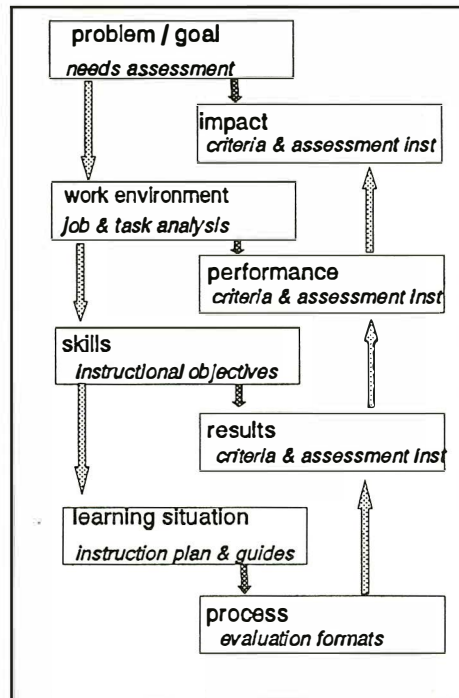 problem / goal
needs assessment
impact
criteria & assessment inst
work environment
job & task analysis
performance
criteria & assessment inst
skills
instructional objectives
results
criteria & assessment inst
learning situation
instruction plan & guides
process
evaluation formats